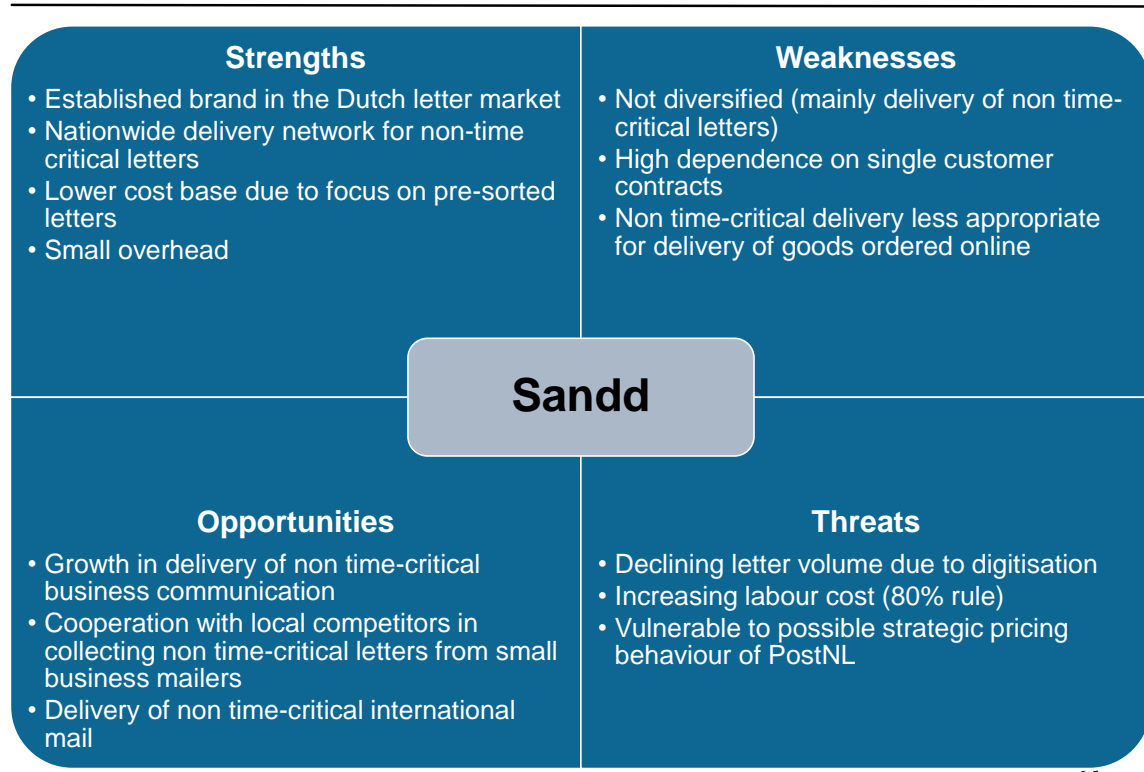 Strengths
• Established brand in the Dutch letter market
• Nationwide delivery network for non-time
critical letters
• Lower cost base due to focus on pre-sorted
letters
• Small overhead
Weaknesses
• Not diversified (mainly delivery of non time-
critical letters)
• High dependence on single customer
contracts
• Non time-critical delivery less appropriate
for delivery of goods ordered online
Sandd
Opportunities
• Growth in delivery of non time-critical
business communication
• Cooperation with local competitors in
collecting non time-critical letters from small
business mailers
• Delivery of non time-critical international
mail
Threats
• Declining letter volume due to digitisation
• Increasing labour cost (80% rule)
• Vulnerable to possible strategic pricing
behaviour of PostNL